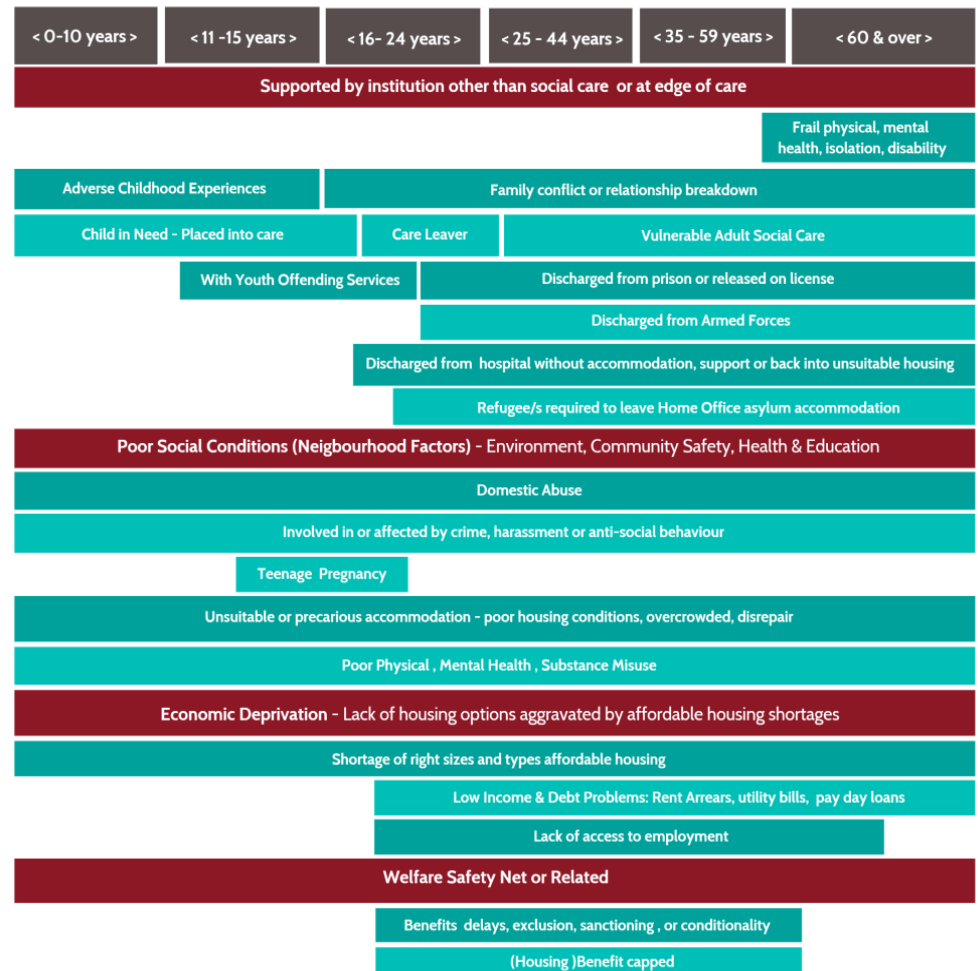 < 0-10 years > < 11 -15 years > < 16- 24 years > < 25 - 44 years > < 35 - 59 years > < 60 & over >
Supported by institution other than social care or at edge of care
Frail physical, mental
health, isolation, disability
Adverse Childhood Experiences Family conflict or relationship breakdown
Child in Need - Placed into care Care Leaver Vulnerable Adult Social Care
With Youth Offending Services Discharged from prison or released on license
Discharged from Armed Forces
Discharged from hospital without accommodation, support or back into unsuitable housing
Refugee/s required to leave Home Office asylum accommodation
Poor Social Conditions (Neigbourhood Factors) - Environment, Community Safety, Health & Education
Domestic Abuse
Involved in or affected by crime, harassment or anti-social behaviour
Teenage Pregnancy
Unsuitable or precarious accommodation - poor housing conditions, overcrowded, disrepair
Poor Physical , Mental Health , Substance Misuse
Economic Deprivation - Lack of housing options aggravated by affordable housing shortages
Shortage of right sizes and types affordable housing
Low Income & Debt Problems: Rent Arrears, utility bills, pay day loans
Lack of access to employment
Welfare Safety Net or Related
Benefits delays, exclusion, sanctioning , or conditionality
(Housing )Benefit capped